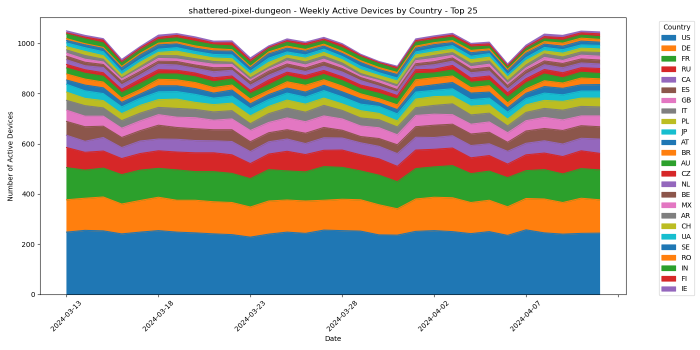 shattered-pixel-dungeon - Weekly Active Devices by Country - Top 25
Number of Active Devices
1000
800
600
400
200
0
2024-03-13
2024-03-18
2024-03-23
2024-03-28
2024-04-02
2024-04-07
Date
Country
US
DE
FR
RU
CA
ES
GB
IT
PL
JP
AT
BR
AU
CZ
NL
BE
MX
AR
CH
UA
SE
RO
IN
FI
IE